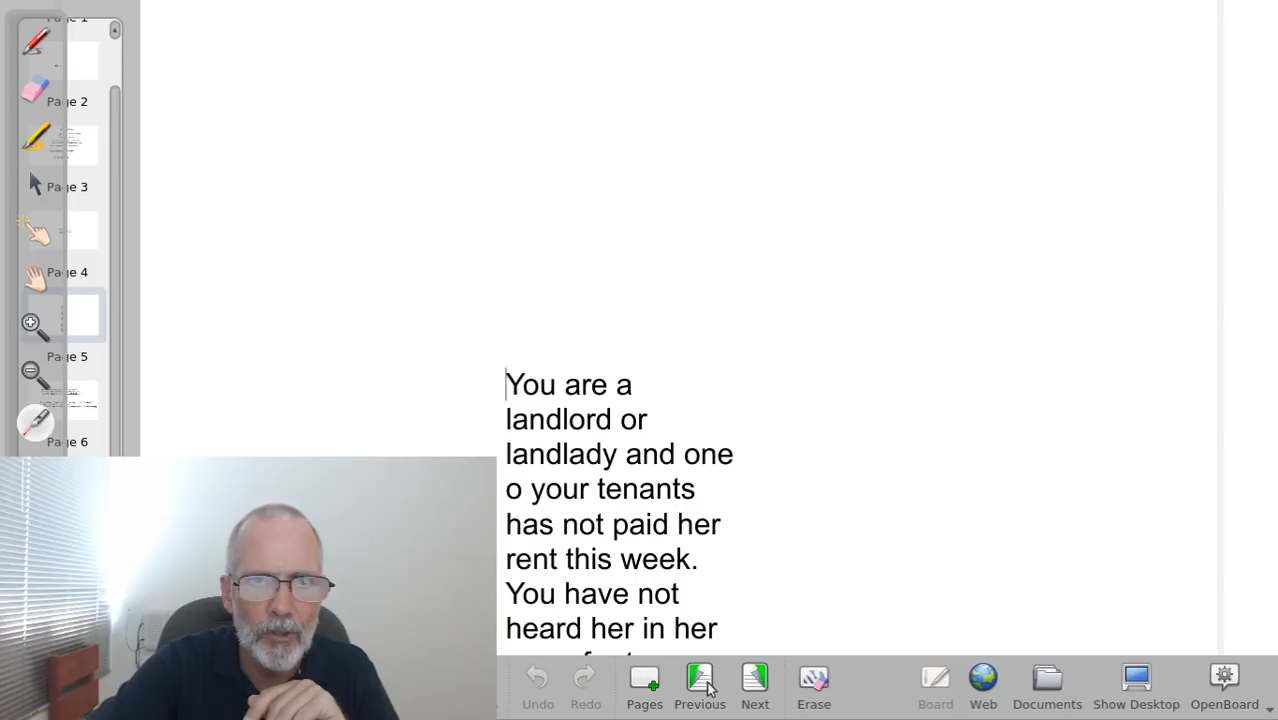 Page 1
Page 2
Page 3
Page 4
Page 5
Page 6
You are a
landlord or
landlady and one
o your tenants
has not paid her
rent this week.
You have not
heard her in her
Undo
Redo
Pages
Previous
Next
Erase
Board
Web
Documents
Show Desktop
OpenBoard